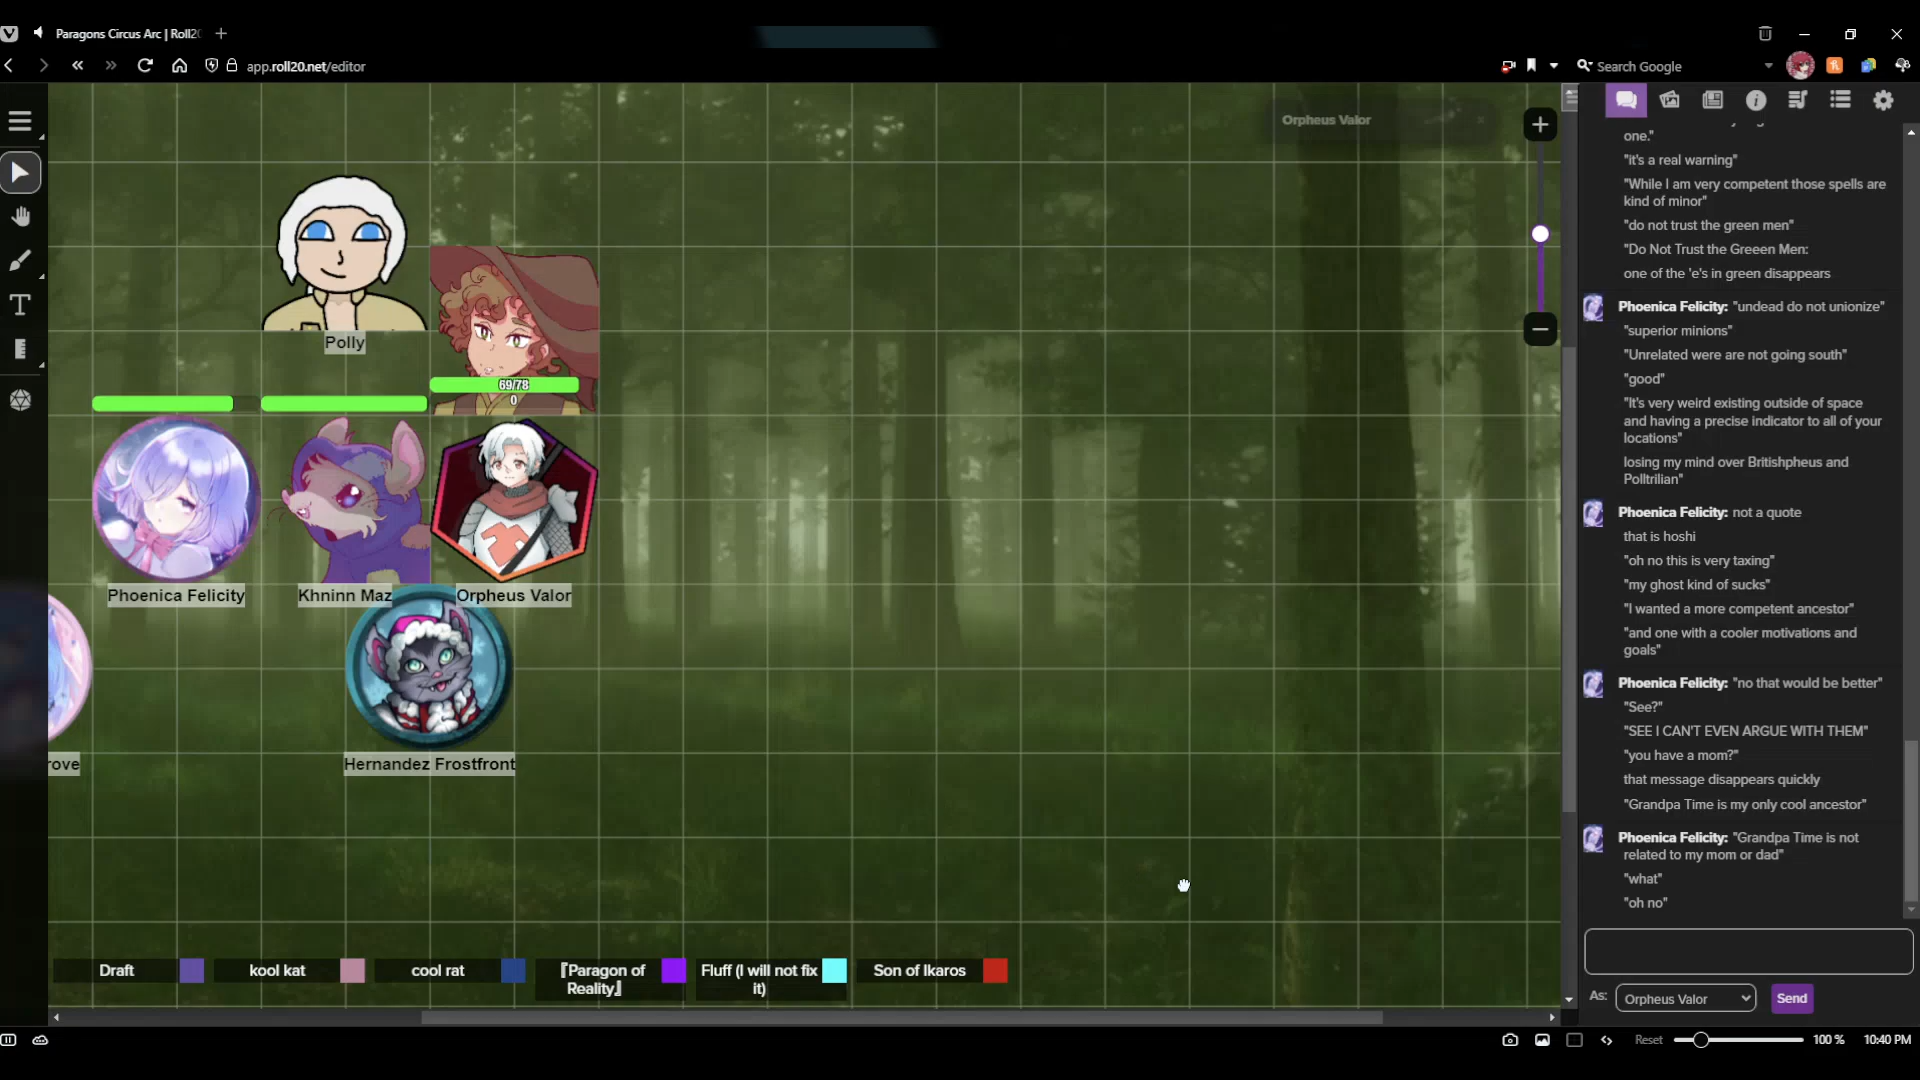 Paragons Circus Arc | Roll2
app.roll20.net/editor
Search Google
Orpheus Valor
Polly
69/78
0
Phoenica Felicity
Khninn Maz
Orpheus Valor
rove
Hernandez Frostfront
Draft
kool kat
cool rat
『Paragon of
Reality』
Fluff (I will not fix
it)
Son of Ikaros
one."
"it's a real warning"
"While I am very competent those spells are
kind of minor"
"do not trust the green men"
"Do Not Trust the Greeen Men:
one of the 'e's in green disappears
Phoenica Felicity: "undead do not unionize"
"superior minions"
"Unrelated were are not going south"
"good"
"It's very weird existing outside of space
and having a precise indicator to all of your
locations"
losing my mind over Britishpheus and
Polltrilian"
Phoenica Felicity: not a quote
that is hoshi
"oh no this is very taxing"
"my ghost kind of sucks"
"I wanted a more competent ancestor"
"and one with a cooler motivations and
goals"
Phoenica Felicity: "no that would be better"
"See?"
"SEE I CAN'T EVEN ARGUE WITH THEM"
"you have a mom?"
that message disappears quickly
"Grandpa Time is my only cool ancestor"
Phoenica Felicity: "Grandpa Time is not
related to my mom or dad"
"what"
"oh no"
As:
Orpheus Valor
Send
Reset
100 %
10:40 PM